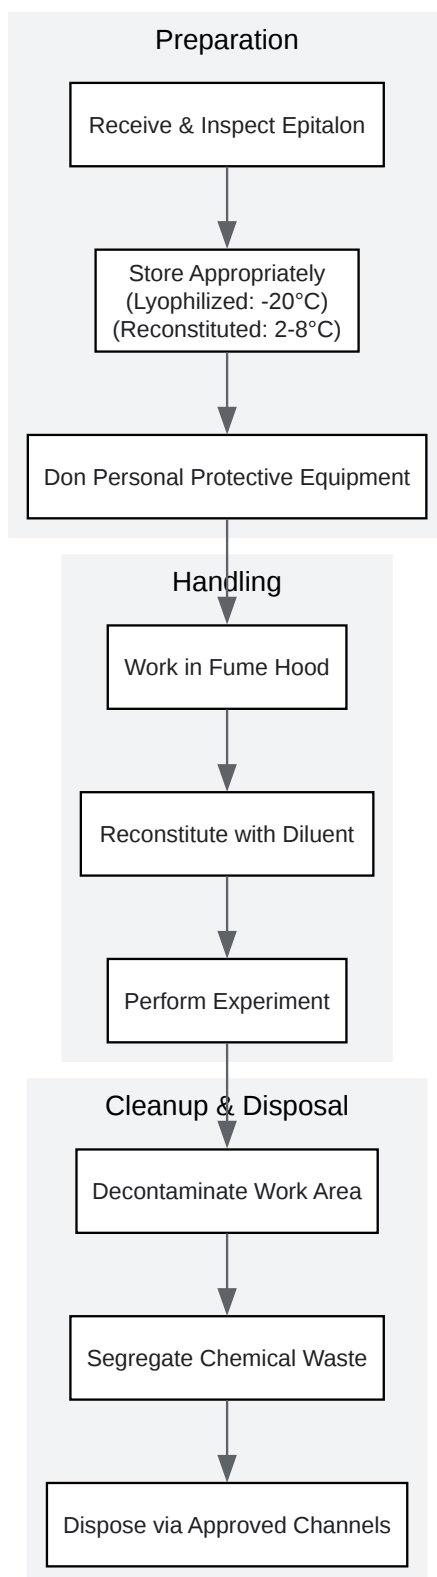 Preparation
Receive & Inspect Epitalon
Store Appropriately
(Lyophilized: -20°C)
(Reconstituted: 2-8°C)
Don Personal Protective Equipment
Handling
Work in Fume Hood
Reconstitute with Diluent
Perform Experiment
Cleanup & Disposal
Decontaminate Work Area
Segregate Chemical Waste
Dispose via Approved Channels